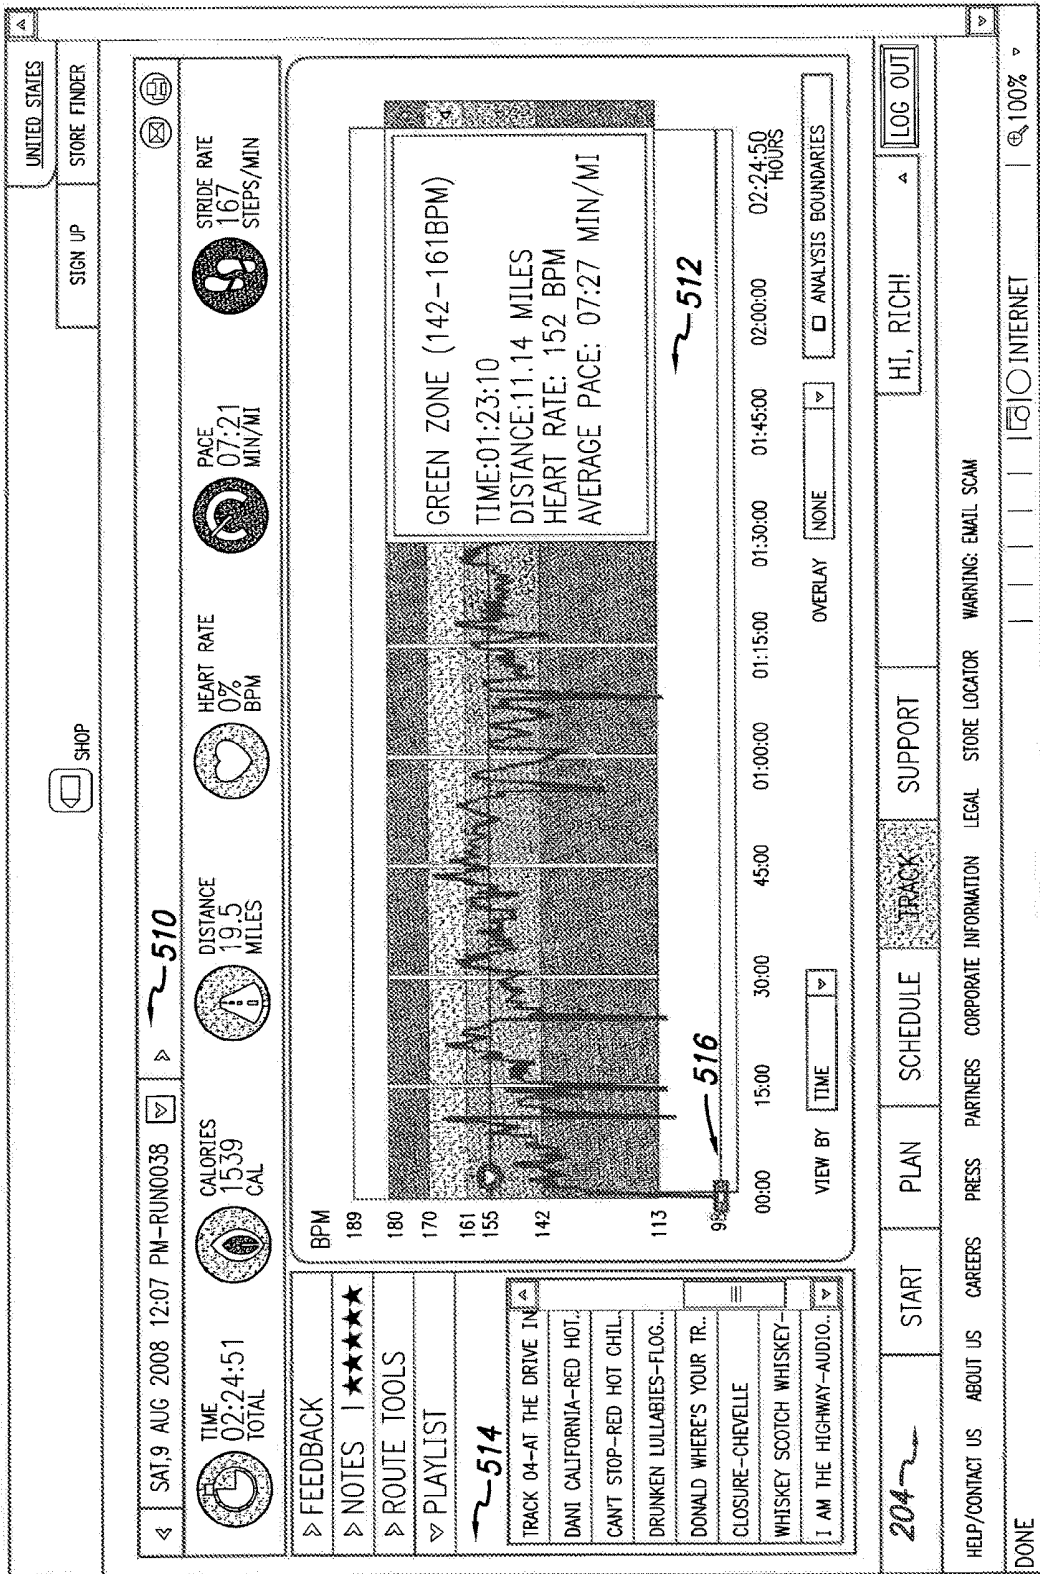 UNITED STATES
SHOP
SIGN UP
STORE FINDER
SAT,9 AUG 2008 12:07 PM-RUN0038
510
TIME
02:24:51
TOTAL
CALORIES
1539
CAL
DISTANCE
19.5
MILES
HEART RATE
0%
BPM
PACE
07:21
MIN/MI
STRIDE RATE
167
STEPS/MIN
FEEDBACK
NOTES | ★★★★★
ROUTE TOOLS
PLAYLIST
514
TRACK 04-AT THE DRIVE IN
DANI CALIFORNIA-RED HOT..
CAN'T STOP-RED HOT CHIL..
DRUNKEN LULLABIES-FLOG...
DONALD WHERE'S YOUR TR...
CLOSURE-CHEVELLE
WHISKEY SCOTCH WHISKEY-
I AM THE HIGHWAY-AUDIO..
BPM
189
180
170
161
155
142
113
GREEN ZONE (142-161BPM)
TIME:01:23:10
DISTANCE:11.14 MILES
HEART RATE: 152 BPM
AVERAGE PACE: 07:27 MIN/MI
516
512
00:00
15:00
30:00
45:00
01:00:00
01:15:00
01:30:00
01:45:00
02:00:00
02:24:50
HOURS
VIEW BY TIME
OVERLAY NONE
ANALYSIS BOUNDARIES
204
START
PLAN
SCHEDULE
TRACK
SUPPORT
HI, RICH!
LOG OUT
HELP/CONTACT US ABOUT US CAREERS PRESS PARTNERS CORPORATE INFORMATION LEGAL STORE LOCATOR WARNING: EMAIL SCAM
DONE
INTERNET
100%